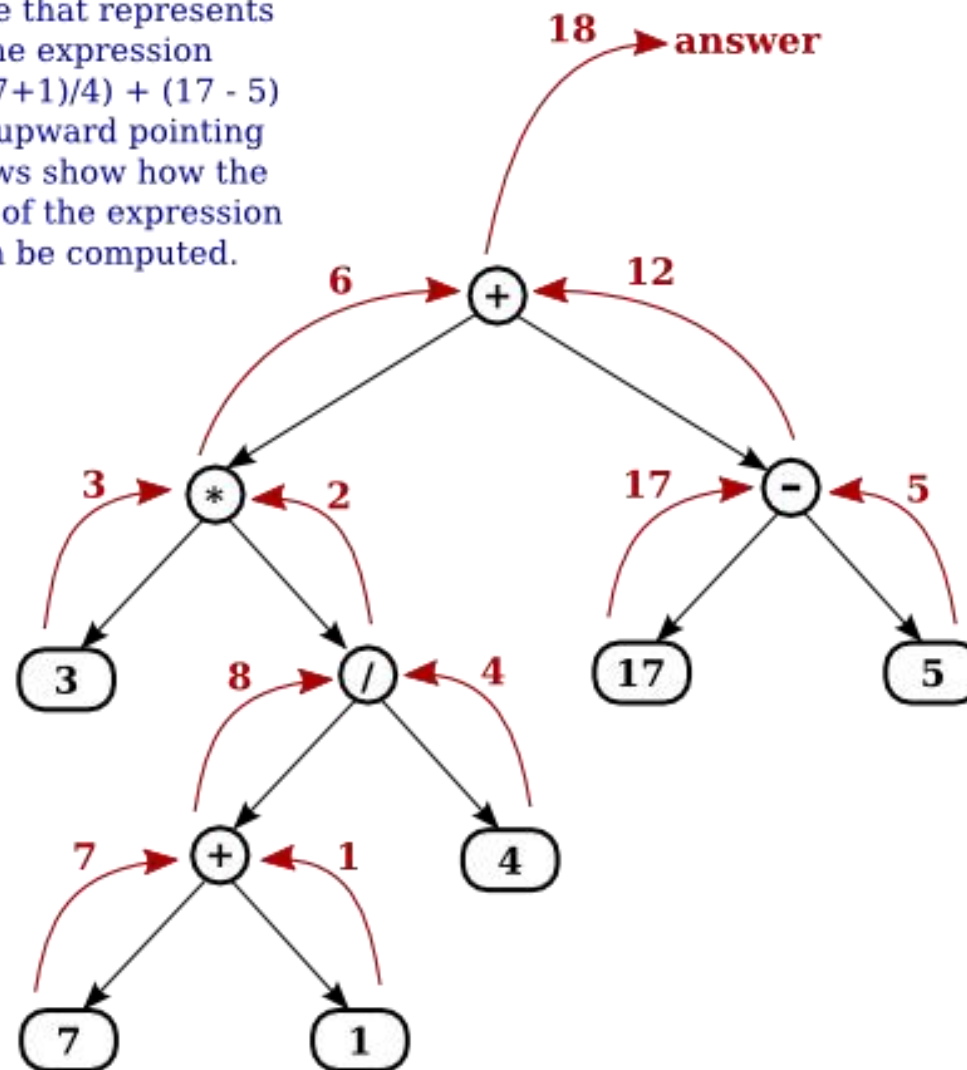 e that represents
ne expression
7+1)/4) + (17 - 5)
upward pointing
ws show how the
of the expression
n be computed.
18 answer
6 + 12
3 * 2 17 - 5
3 8 / 4 17 5
7 + 1 4
7 1